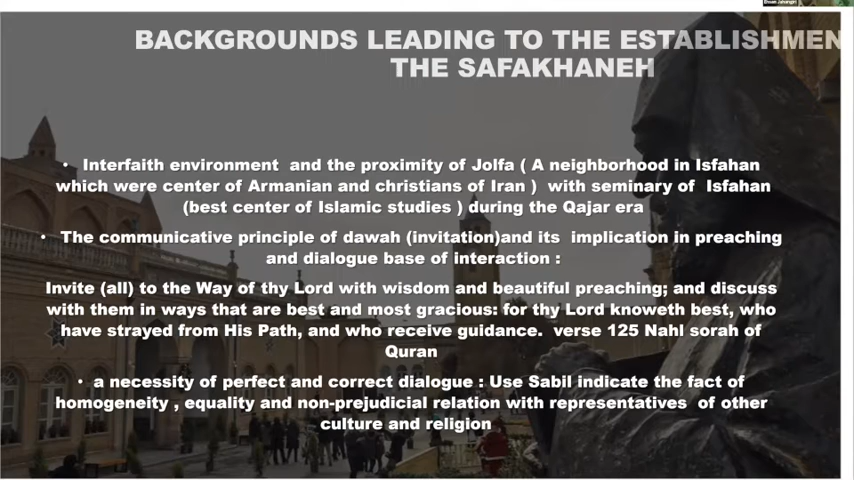 BACKGROUNDS LEADING TO THE ESTABLISHMEN
THE SAFAKHANEH
• Interfaith environment and the proximity of Jolfa ( A neighborhood in Isfahan
which were center of Armanian and christians of Iran ) with seminary of Isfahan
(best center of Islamic studies ) during the Qajar era
• The communicative principle of dawah (invitation)and its implication in preaching
and dialogue base of interaction :
Invite (all) to the Way of thy Lord with wisdom and beautiful preaching; and discuss
with them in ways that are best and most gracious: for thy Lord knoweth best, who
have strayed from His Path, and who receive guidance. verse 125 Nahl sorah of
Quran
• a necessity of perfect and correct dialogue : Use Sabil indicate the fact of
homogeneity , equality and non-prejudicial relation with representatives of other
culture and religion